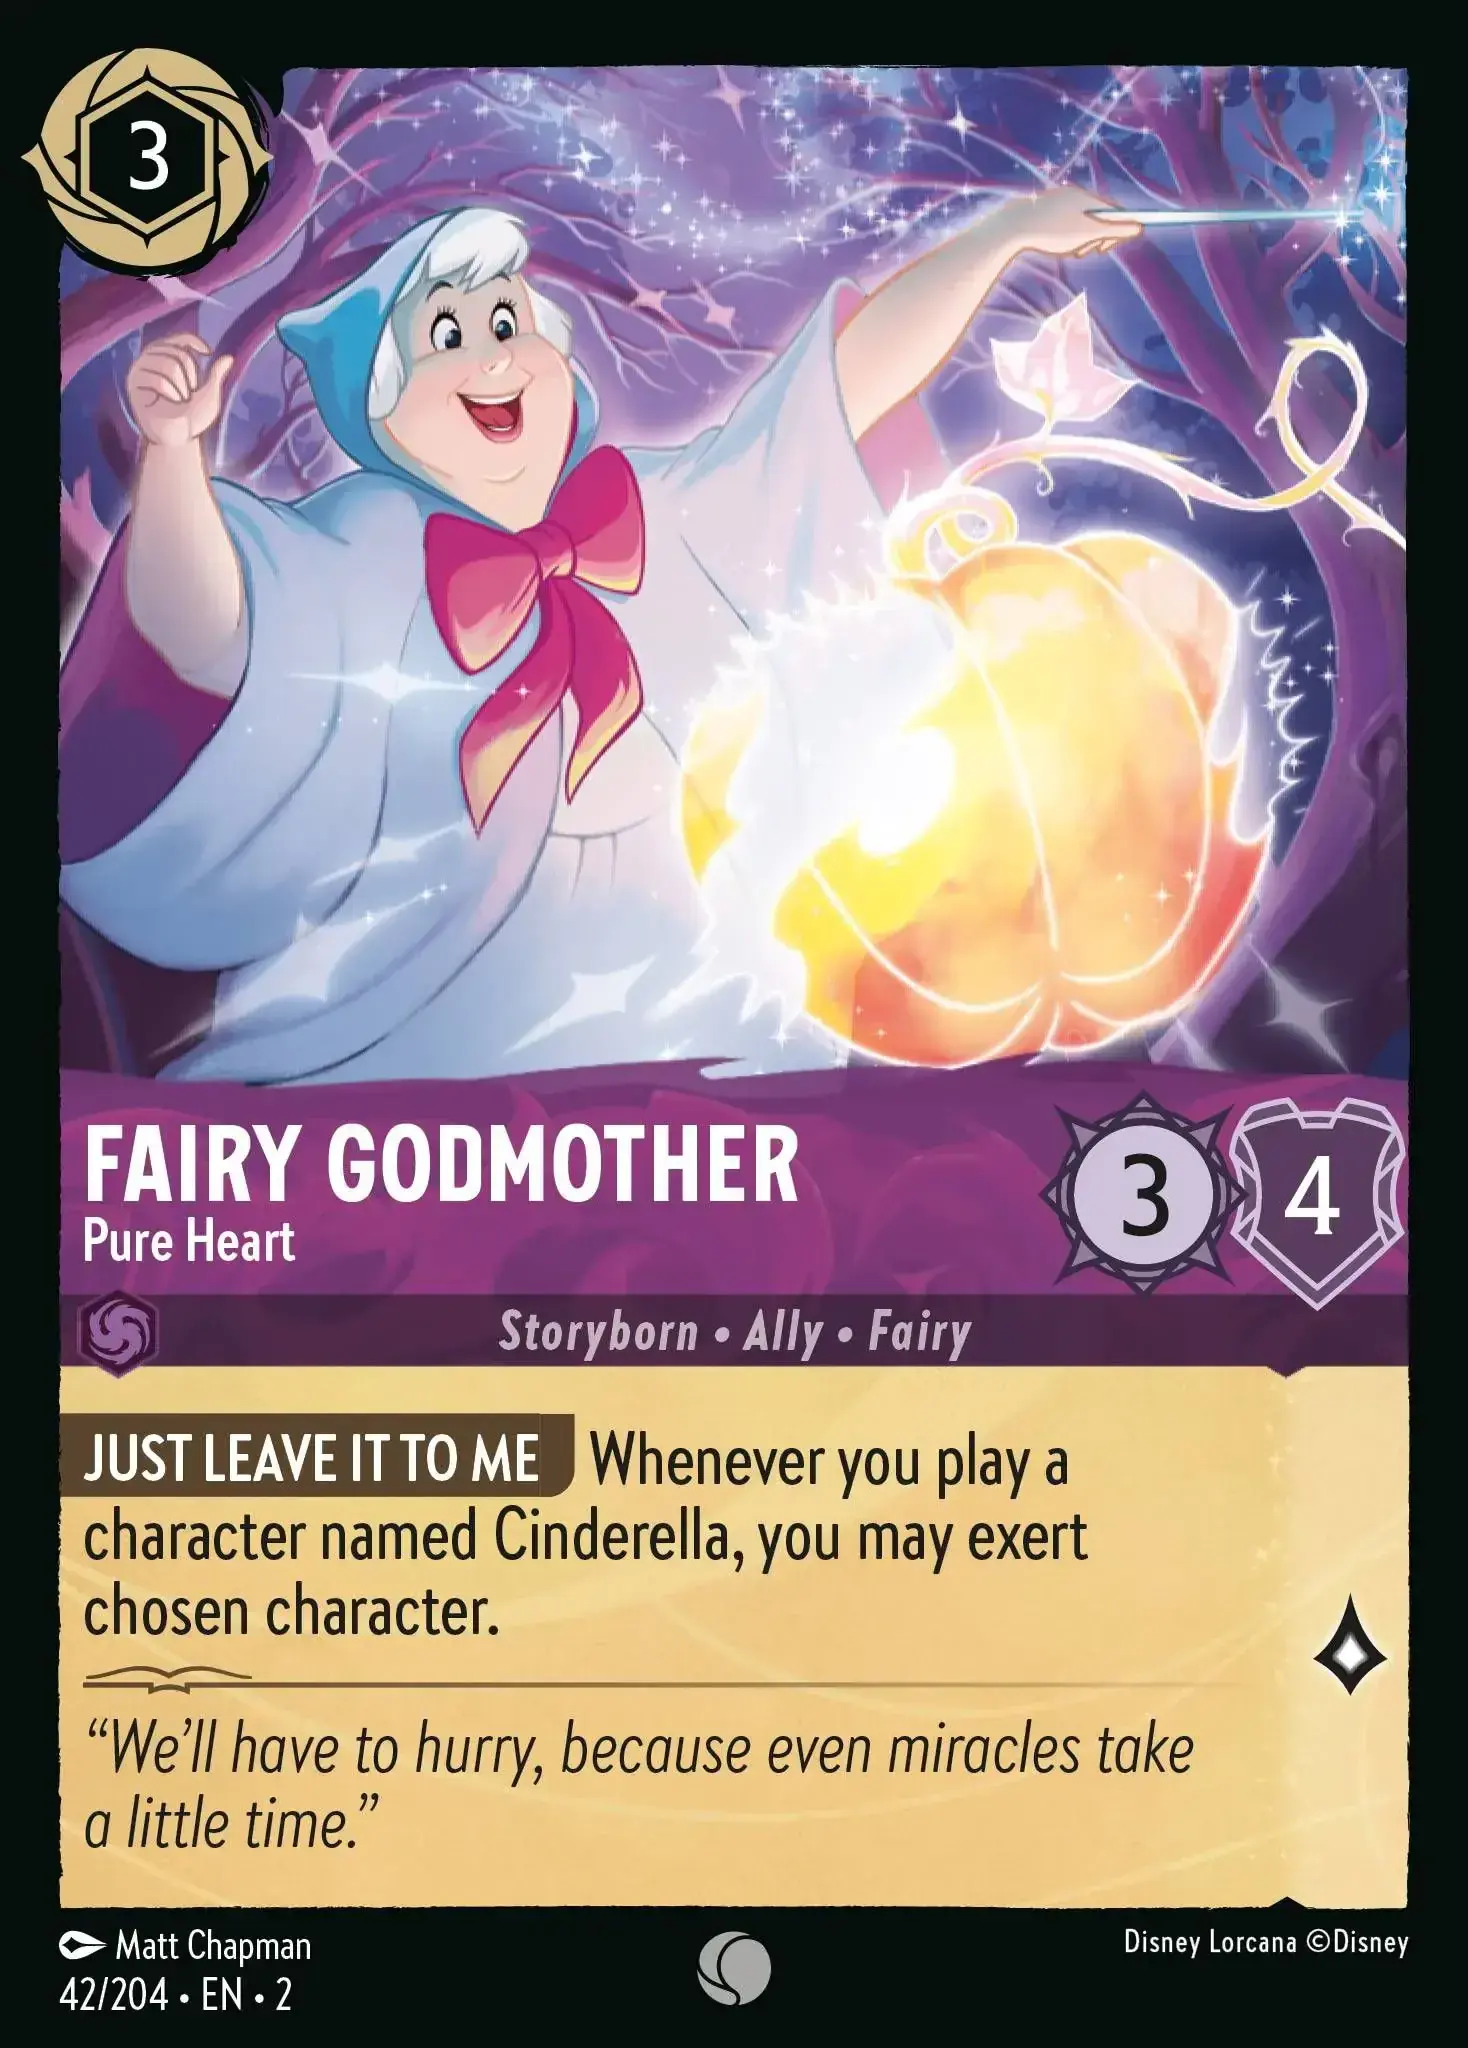 3
FAIRY GODMOTHER
Pure Heart
3
4
Storyborn • Ally • Fairy
JUST LEAVE IT TO ME Whenever you play a
character named Cinderella, you may exert
chosen character.
“We’ll have to hurry, because even miracles take
a little time.”
Matt Chapman
Disney Lorcana ©Disney
42/204 • EN • 2